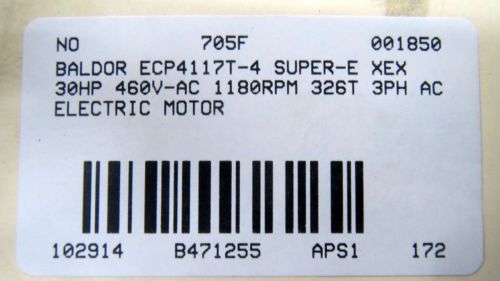 NO 705F 001850
BALDOR ECP4117T-4 SUPER-E XEX
30HP 460V-AC 1180RPM 326T 3PH AC
ELECTRIC MOTOR
102914 B471255 APS1 172